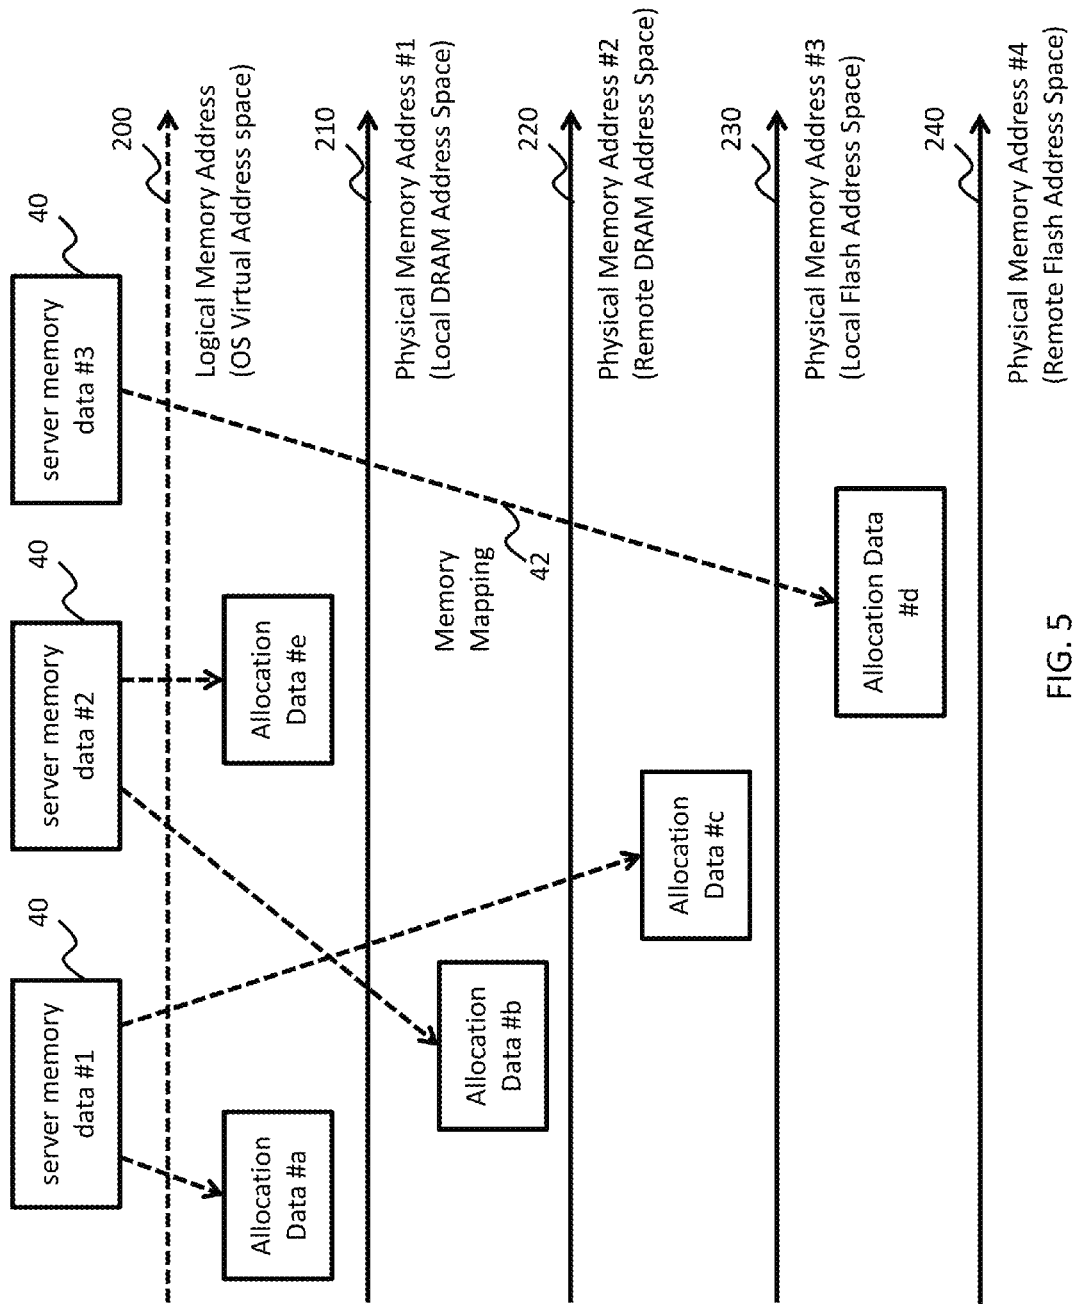 server memory
data #1
40
server memory
data #2
40
server memory
data #3
40
200
Logical Memory Address
(OS Virtual Address space)
Allocation
Data #a
Allocation
Data #e
210
Physical Memory Address #1
(Local DRAM Address Space)
Allocation
Data #b
Memory
Mapping
42
220
Physical Memory Address #2
(Remote DRAM Address Space)
Allocation
Data #c
230
Physical Memory Address #3
(Local Flash Address Space)
Allocation Data
#d
240
Physical Memory Address #4
(Remote Flash Address Space)
FIG. 5